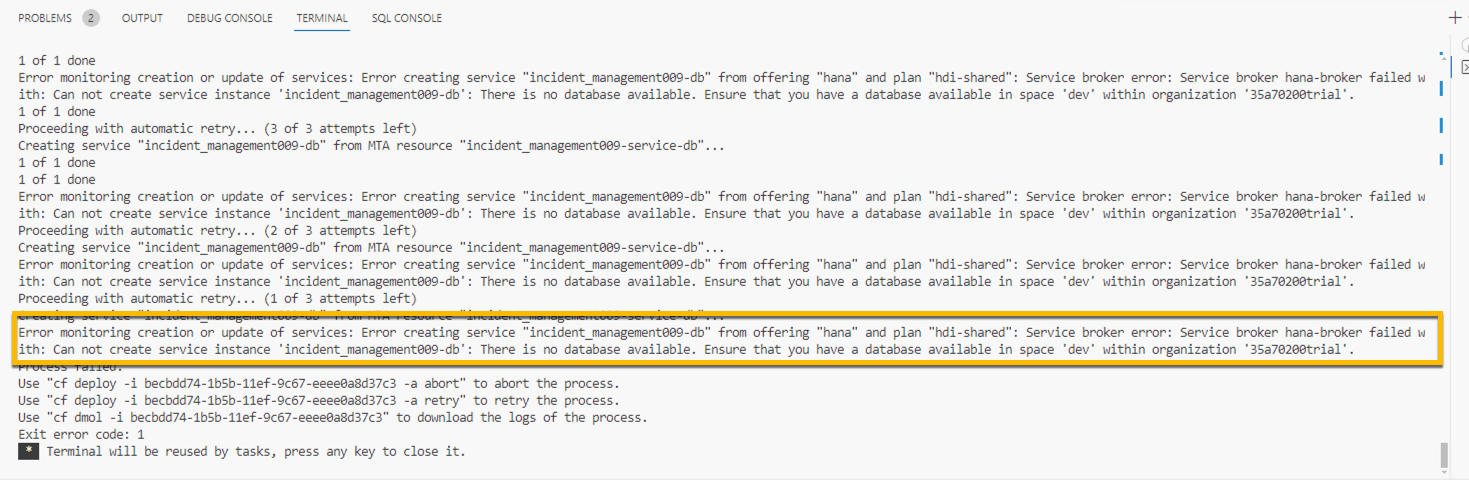 PROBLEMS 2 OUTPUT DEBUG CONSOLE TERMINAL SQL CONSOLE
1 of 1 done
Error monitoring creation or update of services: Error creating service "incident_management009-db" from offering "hana" and plan "hdi-shared": Service broker error: Service broker hana-broker failed w
ith: Can not create service instance 'incident_management009-db': There is no database available. Ensure that you have a database available in space 'dev' within organization '35a70200trial'.
1 of 1 done
Proceeding with automatic retry... (3 of 3 attempts left)
Creating service "incident_management009-db" from MTA resource "incident_management009-service-db"...
1 of 1 done
1 of 1 done
Error monitoring creation or update of services: Error creating service "incident_management009-db" from offering "hana" and plan "hdi-shared": Service broker error: Service broker hana-broker failed w
ith: Can not create service instance 'incident_management009-db': There is no database available. Ensure that you have a database available in space 'dev' within organization '35a70200trial'.
Proceeding with automatic retry... (2 of 3 attempts left)
Creating service "incident_management009-db" from MTA resource "incident_management009-service-db"...
Error monitoring creation or update of services: Error creating service "incident_management009-db" from offering "hana" and plan "hdi-shared": Service broker error: Service broker hana-broker failed w
ith: Can not create service instance 'incident_management009-db': There is no database available. Ensure that you have a database available in space 'dev' within organization '35a70200trial'.
Proceeding with automatic retry... (1 of 3 attempts left)
Creating service "incident_management009-db" from MTA resource "incident_management009-service-db"...
Error monitoring creation or update of services: Error creating service "incident_management009-db" from offering "hana" and plan "hdi-shared": Service broker error: Service broker hana-broker failed w
ith: Can not create service instance 'incident_management009-db': There is no database available. Ensure that you have a database available in space 'dev' within organization '35a70200trial'.
Process failed.
Use "cf deploy -i becbdd74-1b5b-11ef-9c67-eeee0a8d37c3 -a abort" to abort the process.
Use "cf deploy -i becbdd74-1b5b-11ef-9c67-eeee0a8d37c3 -a retry" to retry the process.
Use "cf dmol -i becbdd74-1b5b-11ef-9c67-eeee0a8d37c3" to download the logs of the process.
Exit error code: 1
* Terminal will be reused by tasks, press any key to close it.